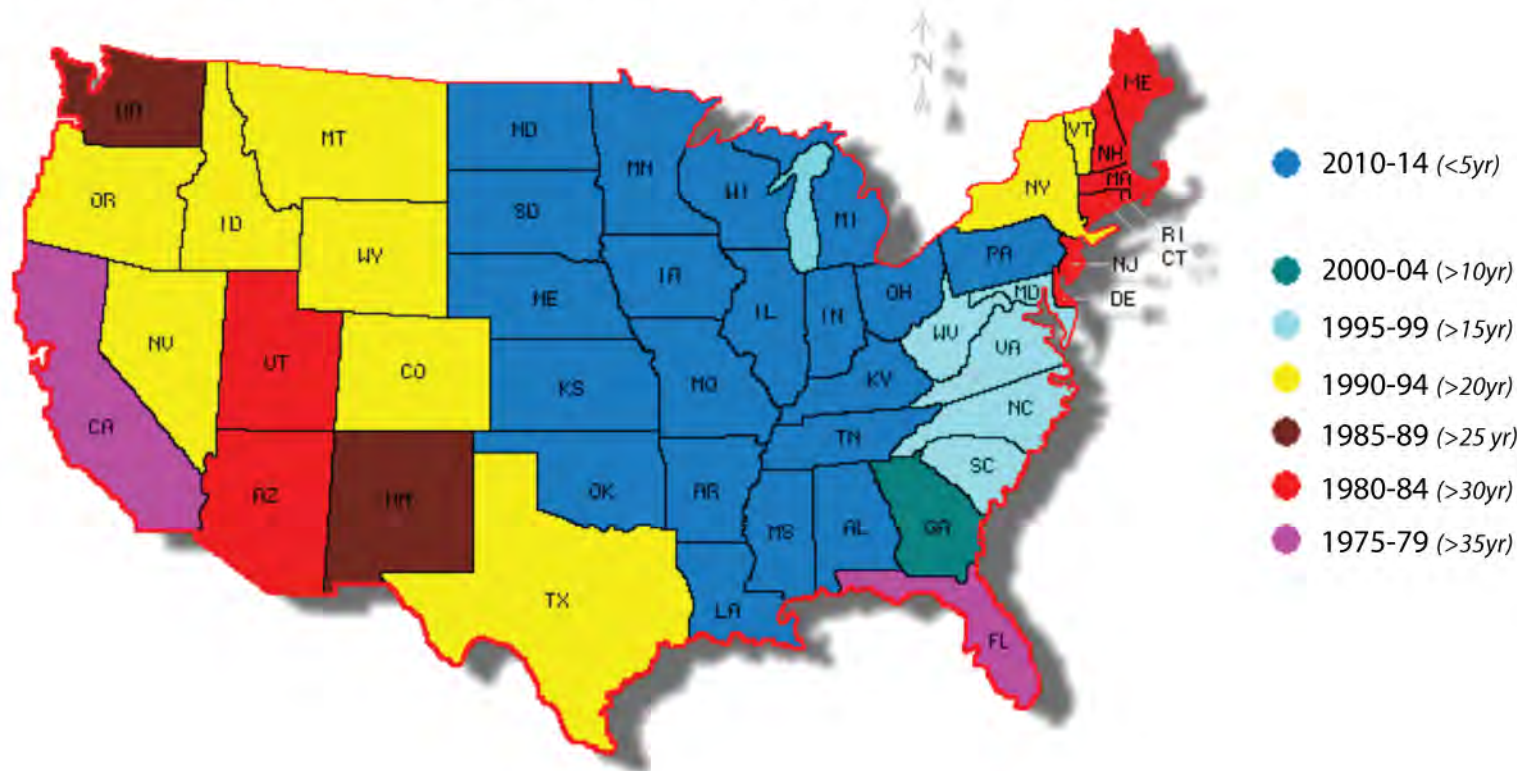 N N
WA
MT
ND
MN
ME
VT
NH
OR
ID
WI
NY
MA
SD
MI
WY
RI
CT
IA
PA
NJ
NE
OH
DE
MD
NV
IL
IN
WV
UT
CO
VA
KS
MO
KY
CA
NC
TN
SC
AZ
NM
OK
AR
MS
AL
GA
TX
LA
FL
2010-14 (<5yr)
2000-04 (>10yr)
1995-99 (>15yr)
1990-94 (>20yr)
1985-89 (>25 yr)
1980-84 (>30yr)
1975-79 (>35yr)